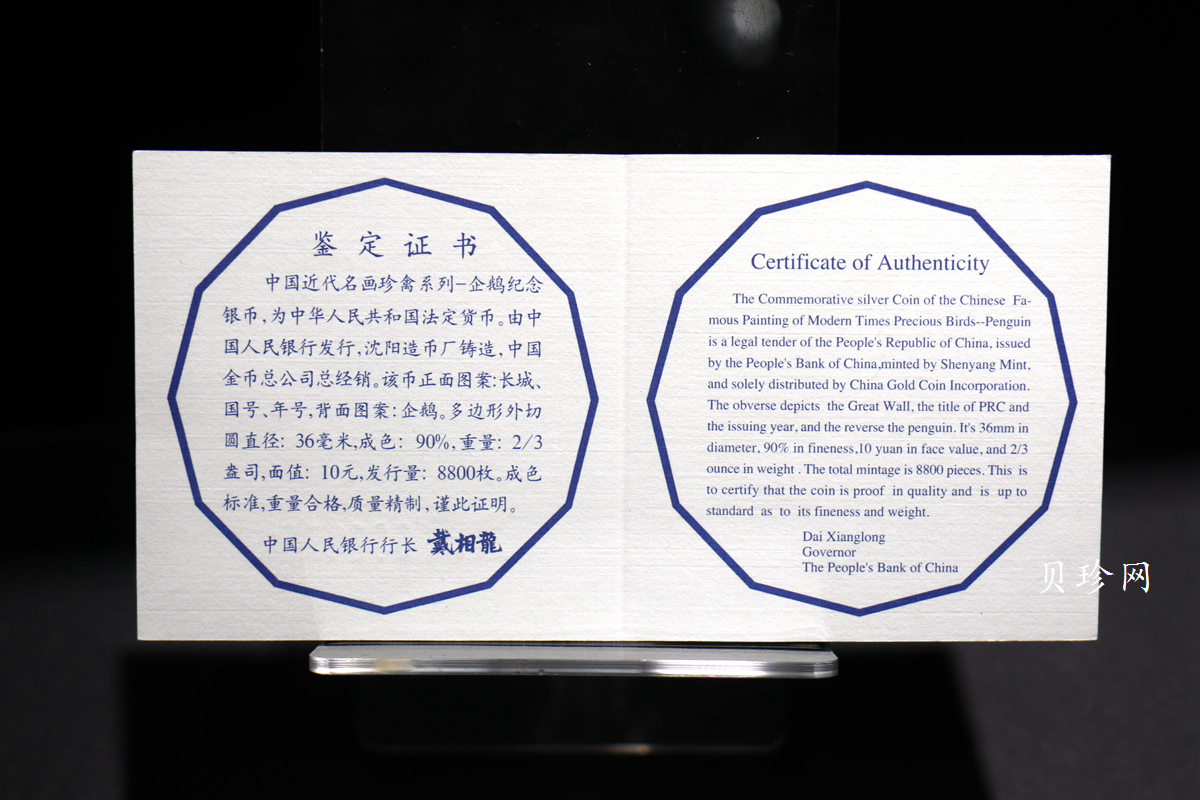 鉴定证书
中国近代名画珍禽系列-企鹅纪念
银币,为中华人民共和国法定货币。由中
国人民银行发行,沈阳造币厂铸造,中国
金币总公司总经销。该币正面图案:长城、
国号、年号,背面图案:企鹅。多边形外切
圆直径: 36毫米,成色: 90%,重量: 2/3
盎司,面值: 10元,发行量: 8800枚。成色
标准,重量合格,质量精制,谨此证明。
中国人民银行行长 戴相龍
Certificate of Authenticity
The Commemorative silver Coin of the Chinese Fa-
mous Painting of Modern Times Precious Birds--Penguin
is a legal tender of the People's Republic of China, issued
by the People's Bank of China,minted by Shenyang Mint,
and solely distributed by China Gold Coin Incorporation.
The obverse depicts the Great Wall, the title of PRC and
the issuing year, and the reverse the penguin. It's 36mm in
diameter, 90% in fineness,10 yuan in face value, and 2/3
ounce in weight . The total mintage is 8800 pieces. This is
to certify that the coin is proof in quality and is up to
standard as to its fineness and weight.
Dai Xianglong
Governor
The People's Bank of China
贝珍网